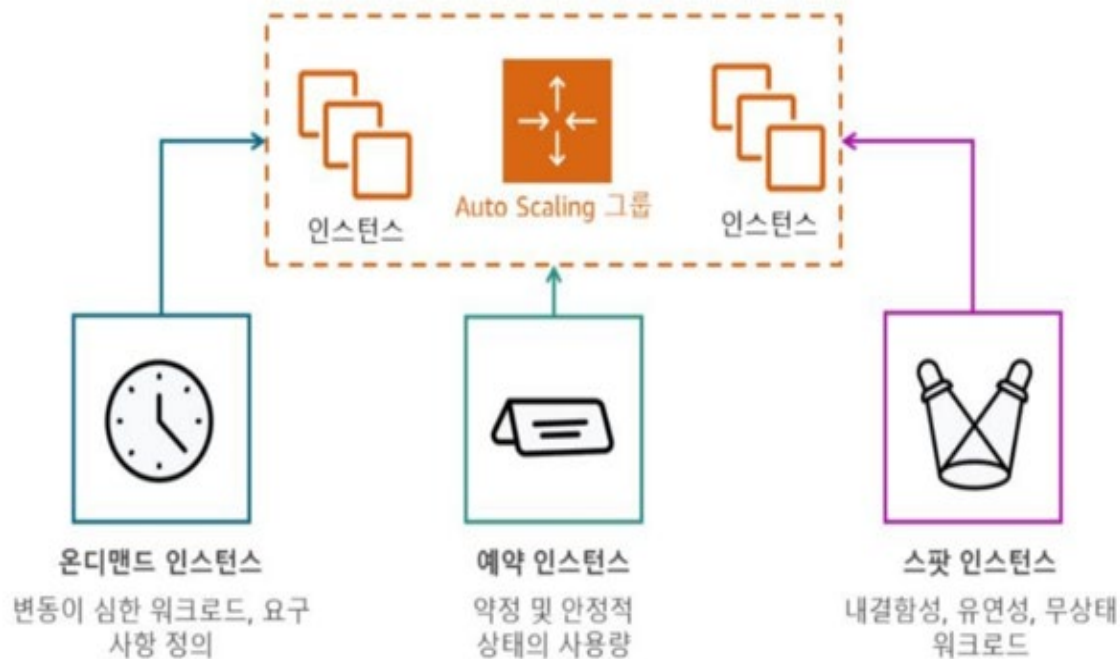 인스턴스
Auto Scaling 그룹
인스턴스
온디맨드 인스턴스
변동이 심한 워크로드, 요구
사항 정의
예약 인스턴스
약정 및 안정적
상태의 사용량
스팟 인스턴스
내결함성, 유연성, 무상태
워크로드